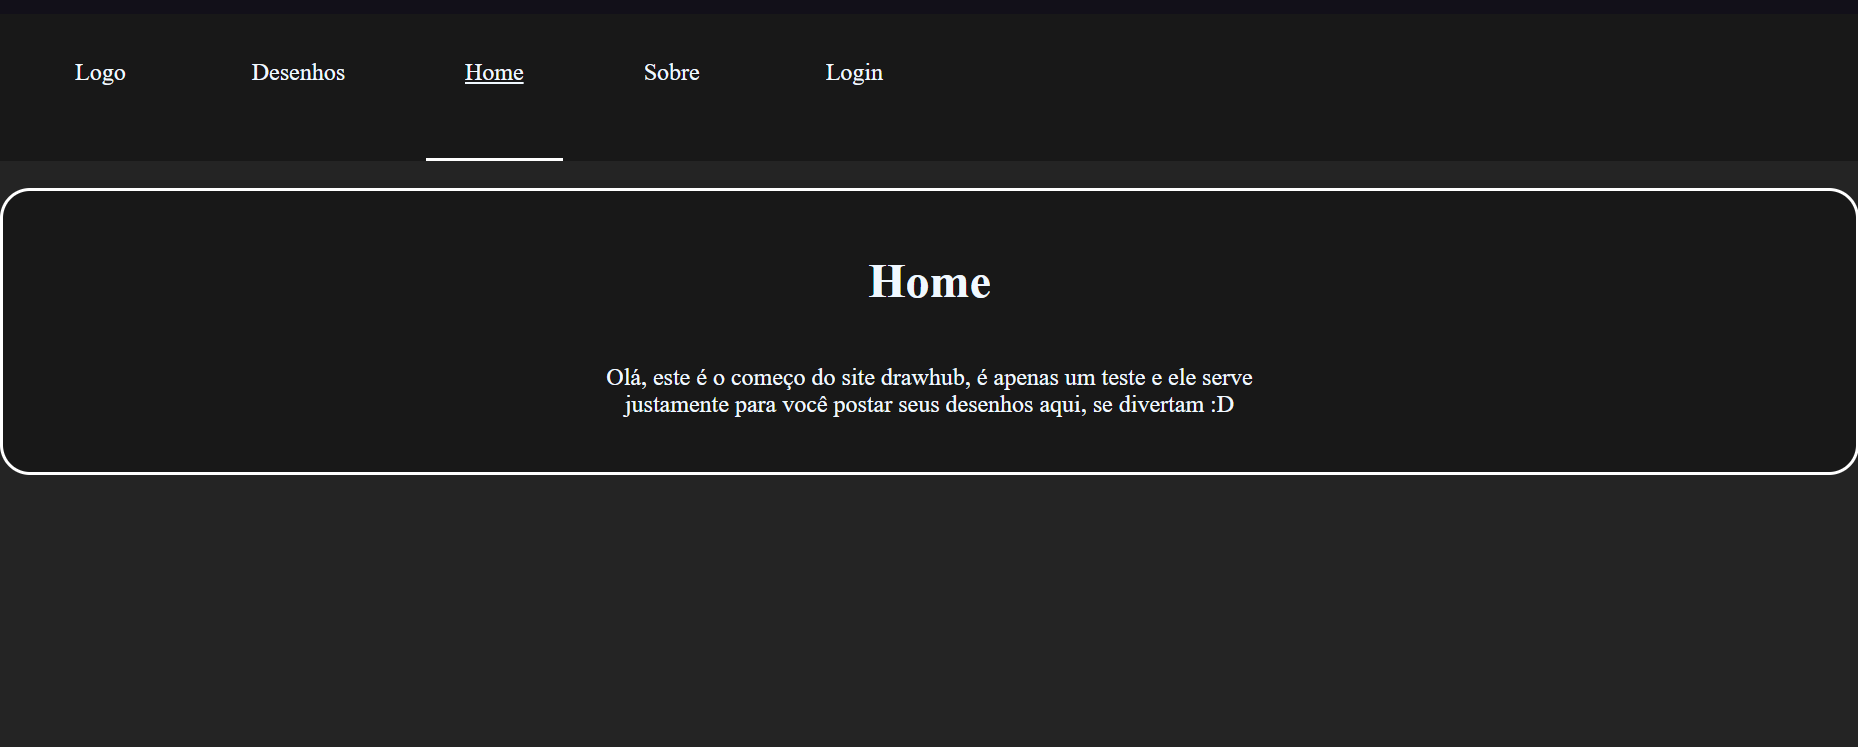 Logo Desenhos Home Sobre Login
Home
Olá, este é o começo do site drawhub, é apenas um teste e ele serve
justamente para você postar seus desenhos aqui, se divertam :D